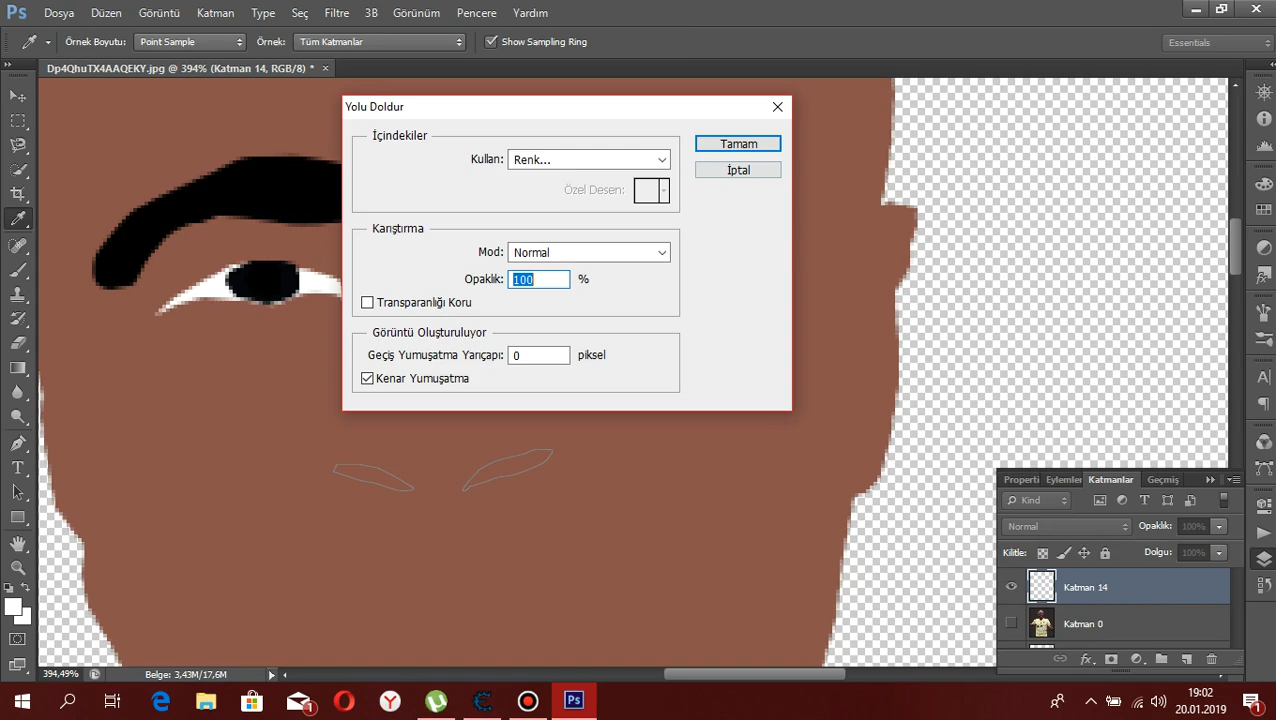 Ps Dosya Düzen Görüntü Katman Type Seç Filtre 3B Görünüm Pencere Yardım
Örnek Boyutu: Point Sample Örnek: Tüm Katmanlar Show Sampling Ring Essentials
Dp4QhuTX4AAQEKY.jpg @ 394% (Katman 14, RGB/8) *
Yolu Doldur
İçindekiler
Kullan: Renk...
Özel Desen:
Tamam
İptal
Karıştırma
Mod: Normal
Opaklik: 100 %
Transparanlığı Koru
Görüntü Oluşturuluyor
Geçiş Yumuşatma Yarıçapı: 0 piksel
Kenar Yumuşatma
Properti Eylemler Katmanlar Geçmiş
Kind
Normal Opaklik: 100%
Kilitle: Dolgu: 100%
Katman 14
Katman 0
394,49% Belge: 3,43M/17,6M
19:02
20.01.2019